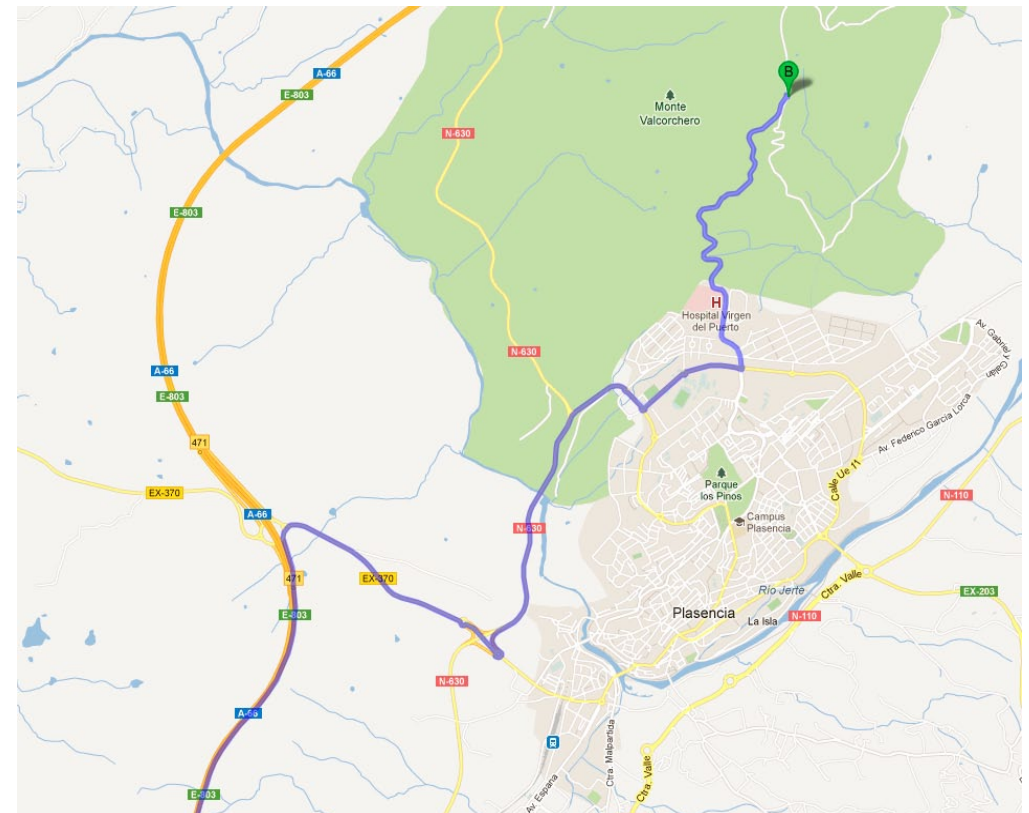 A-66
E-803
B
Monte
Valcorchero
N-630
E-803
H
Hospital Virgen
del Puerto
Av. Gabriel y
Galán
N-630
A-66
E-803
Av. Federico García Lorca
471
Calle Ue 11
EX-370
Parque
los Pinos
N-110
A-66
Campus
Plasencia
N-630
471
EX-370
Río Jerte
Ctra. Valle
EX-203
E-803
Plasencia
La Isla
N-110
N-630
A-66
Ctra. Malpartida
Ctra. Valle
Av. Espana
E-803